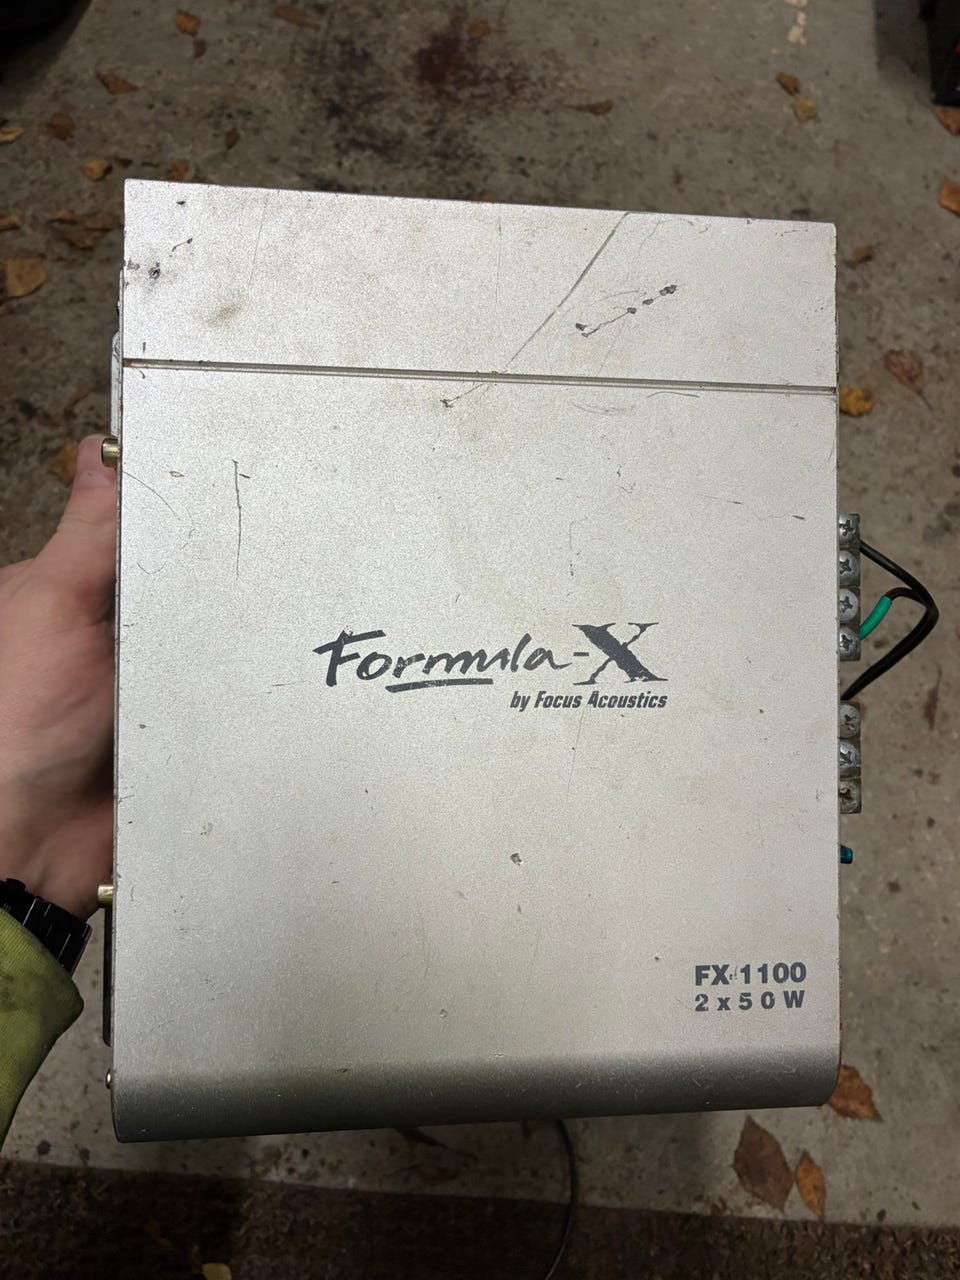 Formula-X
by Focus Acoustics
FX-1100
2 x 50 W